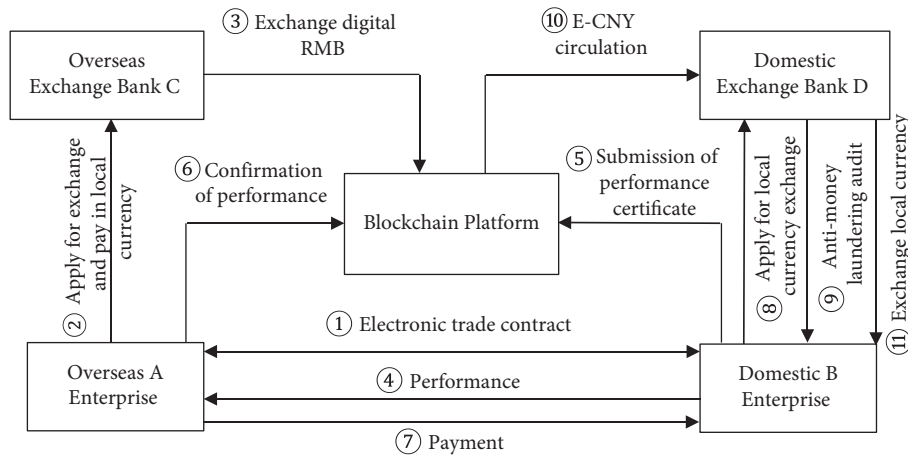 ③ Exchange digital
RMB
⑩ E-CNY
circulation
Overseas
Exchange Bank C
Domestic
Exchange Bank D
② Apply for exchange
and pay in local
currency
⑥ Confirmation
of performance
⑤ Submission of
performance
certificate
Blockchain Platform
⑧ Apply for local
currency exchange
⑨ Anti-money
laundering audit
⑪ Exchange local currency
① Electronic trade contract
Overseas A
Enterprise
④ Performance
Domestic B
Enterprise
⑦ Payment